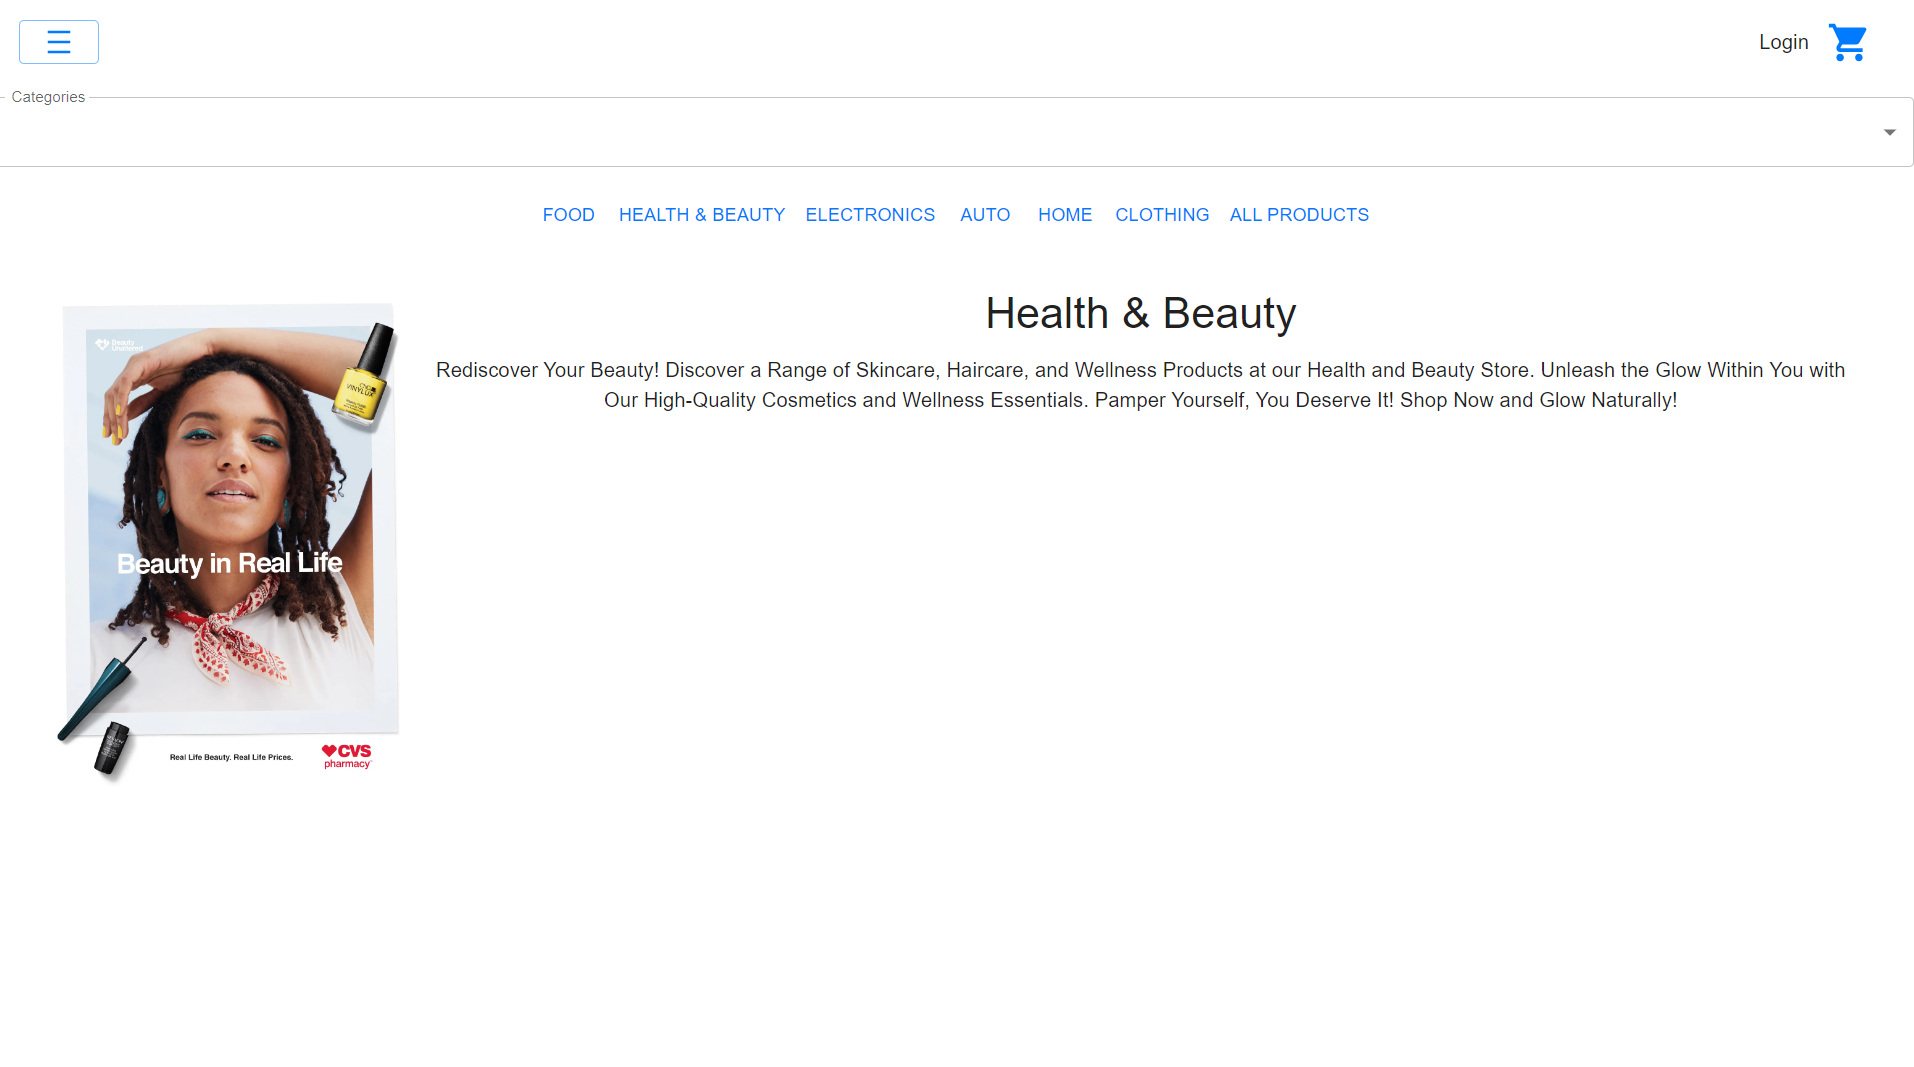 Login
Categories
FOOD HEALTH & BEAUTY ELECTRONICS AUTO HOME CLOTHING ALL PRODUCTS
Health & Beauty
Rediscover Your Beauty! Discover a Range of Skincare, Haircare, and Wellness Products at our Health and Beauty Store. Unleash the Glow Within You with
Our High-Quality Cosmetics and Wellness Essentials. Pamper Yourself, You Deserve It! Shop Now and Glow Naturally!
Beauty
Unaltered
CND
VINYLUX
Beauty in Real Life
Real Life Beauty. Real Life Prices.
CVS
pharmacy